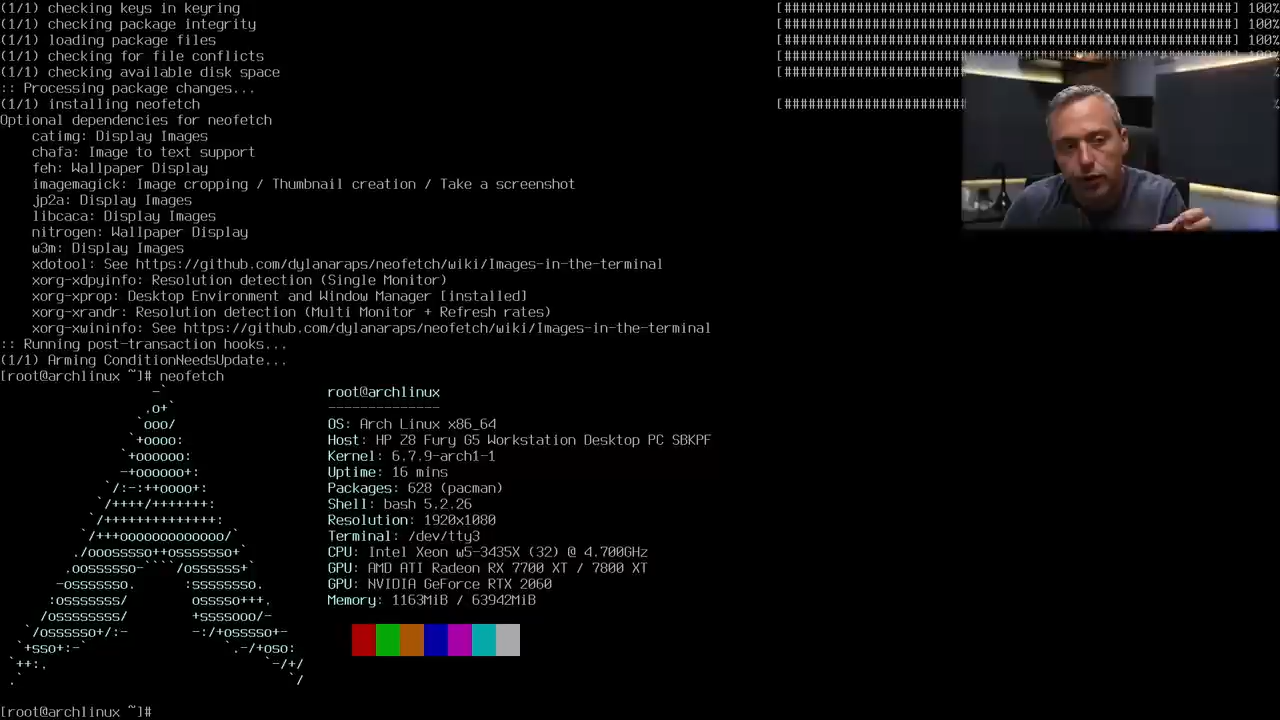 (1/1) checking keys in keyring [##########################################################] 100%
(1/1) checking package integrity [##########################################################] 100%
(1/1) loading package files [##########################################################] 100%
(1/1) checking for file conflicts [##########################################################] 100%
(1/1) checking available disk space [#######################
:: Processing package changes...
(1/1) installing neofetch [#######################
Optional dependencies for neofetch
catimg: Display Images
chafa: Image to text support
feh: Wallpaper Display
imagemagick: Image cropping / Thumbnail creation / Take a screenshot
jp2a: Display Images
libcaca: Display Images
nitrogen: Wallpaper Display
w3m: Display Images
xdotool: See https://github.com/dylanaraps/neofetch/wiki/Images-in-the-terminal
xorg-xdpyinfo: Resolution detection (Single Monitor)
xorg-xprop: Desktop Environment and Window Manager [installed]
xorg-xrandr: Resolution detection (Multi Monitor + Refresh rates)
xorg-xwininfo: See https://github.com/dylanaraps/neofetch/wiki/Images-in-the-terminal
:: Running post-transaction hooks...
(1/1) Arming ConditionNeedsUpdate...
[root@archlinux ~]# neofetch
root@archlinux
--------------
OS: Arch Linux x86_64
Host: HP Z8 Fury G5 Workstation Desktop PC SBKPF
Kernel: 6.7.9-arch1-1
Uptime: 16 mins
Packages: 628 (pacman)
Shell: bash 5.2.26
Resolution: 1920x1080
Terminal: /dev/tty3
CPU: Intel Xeon w5-3435X (32) @ 4.700GHz
GPU: AMD ATI Radeon RX 7700 XT / 7800 XT
GPU: NVIDIA GeForce RTX 2060
Memory: 1163MiB / 63942MiB
[root@archlinux ~]#